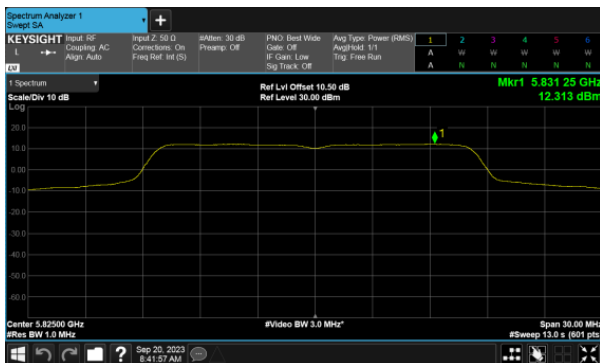 Spectrum Analyzer 1
Swept SA
KEYSIGHT Input: RF Input Z: 50 Ω #Atten: 30 dB PNO: Best Wide Avg Type: Power (RMS) 1 2 3 4 5 6
L Coupling: AC Corrections: On Preamp: Off Gate: Off Avg|Hold: 1/1 A W W W W W
Align: Auto Freq Ref: Int (S) IF Gain: Low Trig: Free Run
Sig Track: Off A N N N N N
1 Spectrum Ref Lvl Offset 10.50 dB Mkr1 5.831 25 GHz
Scale/Div 10 dB Ref Level 30.00 dBm 12.313 dBm
Log
20.0
10.0
1
0.00
-10.0
-20.0
-30.0
-40.0
-50.0
-60.0
Center 5.82500 GHz #Video BW 3.0 MHz* Span 30.00 MHz
#Res BW 1.0 MHz #Sweep 13.0 s (601 pts)
? Sep 20, 2023
8:41:57 AM